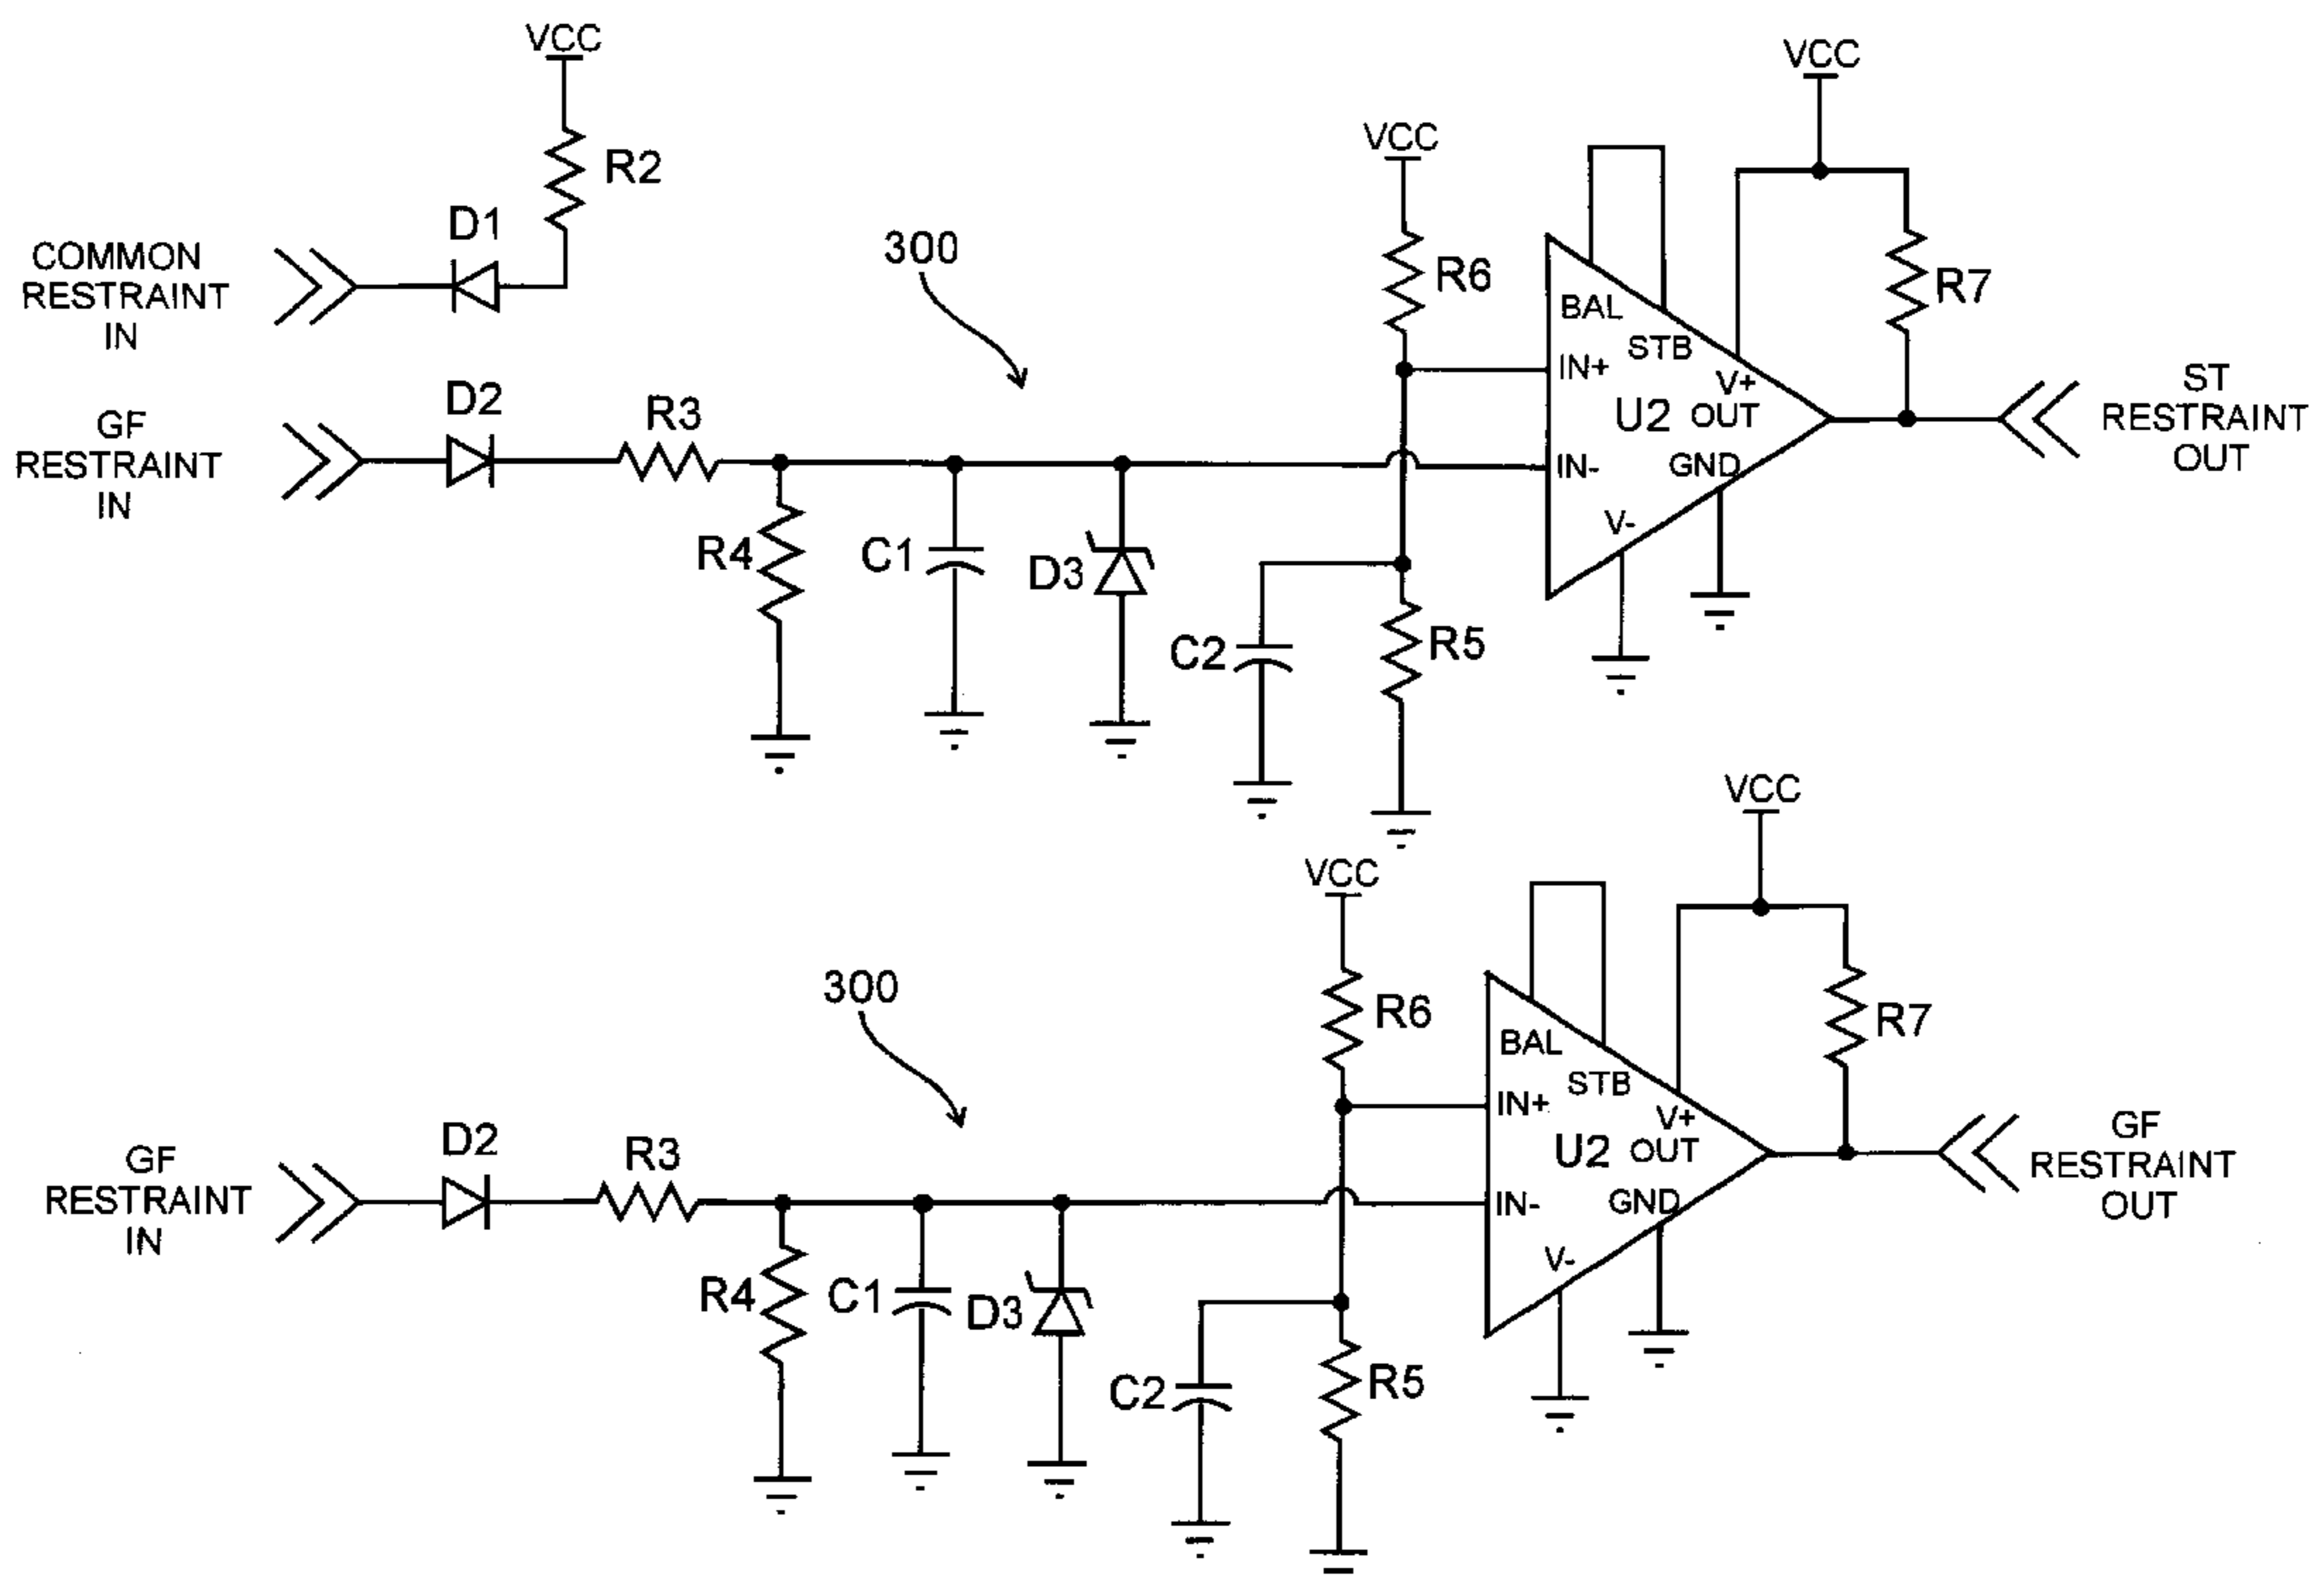 VCC
R2
D1
COMMON
RESTRAINT
IN
300
VCC
R6
VCC
R7
BAL
STB
IN+
V+
U2 OUT
IN-
GND
V-
ST
RESTRAINT
OUT
D2
GF
RESTRAINT
IN
R3
R4
C1
D3
C2
R5
VCC
VCC
300
R6
R7
BAL
STB
IN+
V+
U2 OUT
IN-
GND
V-
GF
RESTRAINT
OUT
D2
GF
RESTRAINT
IN
R3
R4
C1
D3
C2
R5